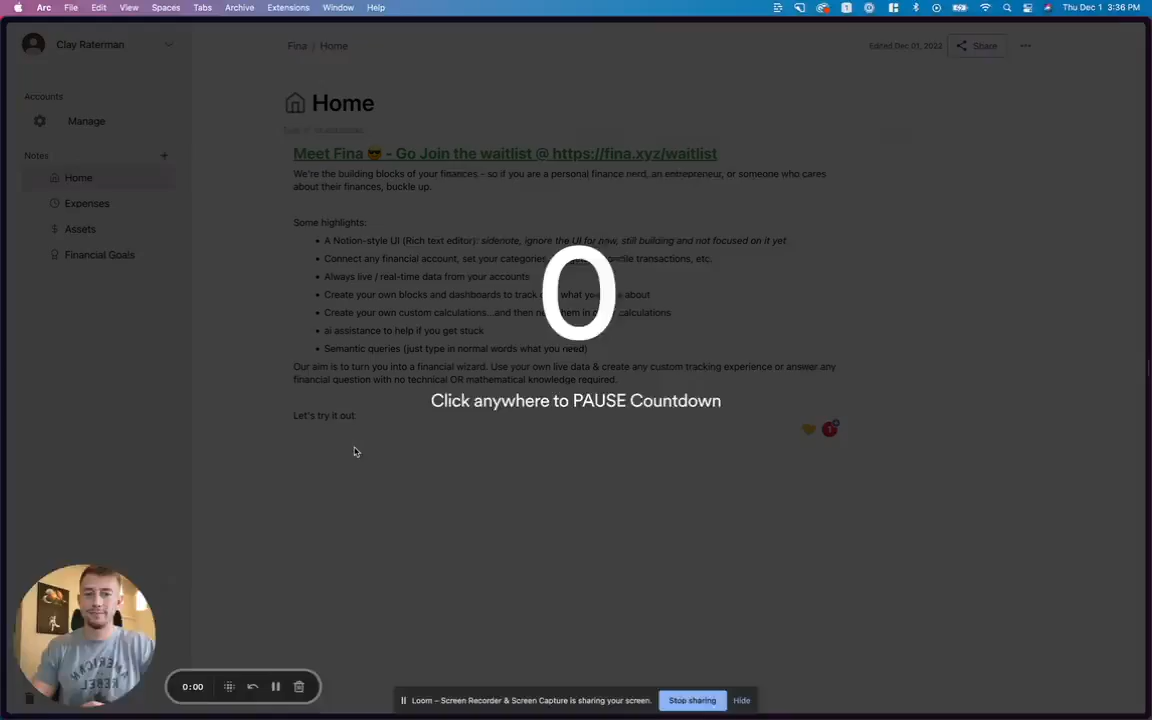 Arc File Edit View Spaces Tabs Archive Extensions Window Help
Thu Dec 1 3:36 PM
Clay Raterman
Fina / Home
Edited Dec 01, 2022
Share
Accounts
Manage
Notes
Home
Expenses
Assets
Financial Goals
Home
Meet Fina 😎 - Go Join the waitlist @ https://fina.xyz/waitlist
We're the building blocks of your finances - so if you are a personal finance nerd, an entrepreneur, or someone who cares
about their finances, buckle up.
Some highlights:
• A Notion-style UI (Rich text editor): sidenote, ignore the UI for now, still building and not focused on it yet
• Connect any financial account, set your categories, transactions, etc.
• Always live / real-time data from your accounts
• Create your own blocks and dashboards to track what about
• Create your own custom calculations...and then them in calculations
• ai assistance to help if you get stuck
• Semantic queries (just type in normal words what you need)
Our aim is to turn you into a financial wizard. Use your own live data & create any custom tracking experience or answer any
financial question with no technical OR mathematical knowledge required.
Let's try it out
0
Click anywhere to PAUSE Countdown
1
AMERICAN
REBEL
0:00
Loom – Screen Recorder & Screen Capture is sharing your screen.
Stop sharing
Hide